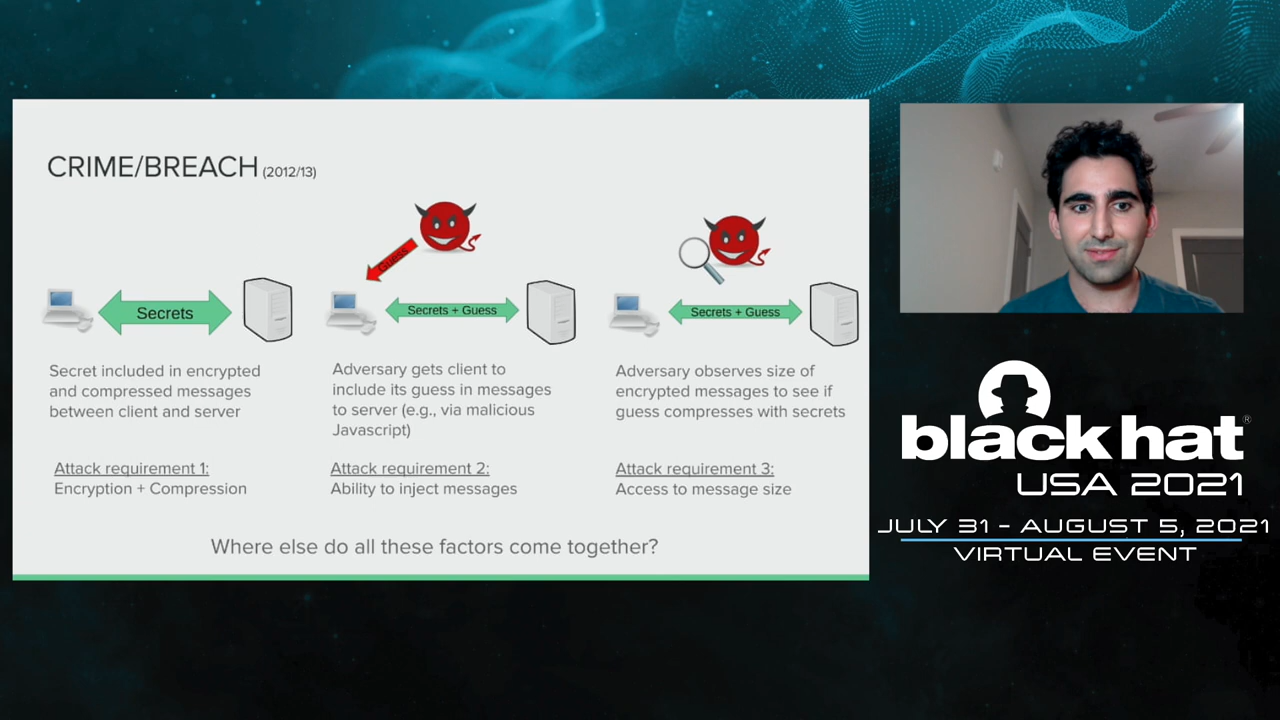 CRIME/BREACH (2012/13)
Guess
Secrets
Secrets + Guess
Secrets + Guess
Secret included in encrypted
and compressed messages
between client and server
Adversary gets client to
include its guess in messages
to server (e.g., via malicious
Javascript)
Adversary observes size of
encrypted messages to see if
guess compresses with secrets
Attack requirement 1:
Encryption + Compression
Attack requirement 2:
Ability to inject messages
Attack requirement 3:
Access to message size
Where else do all these factors come together?
black hat®
USA 2021
JULY 31 - AUGUST 5, 2021
VIRTUAL EVENT